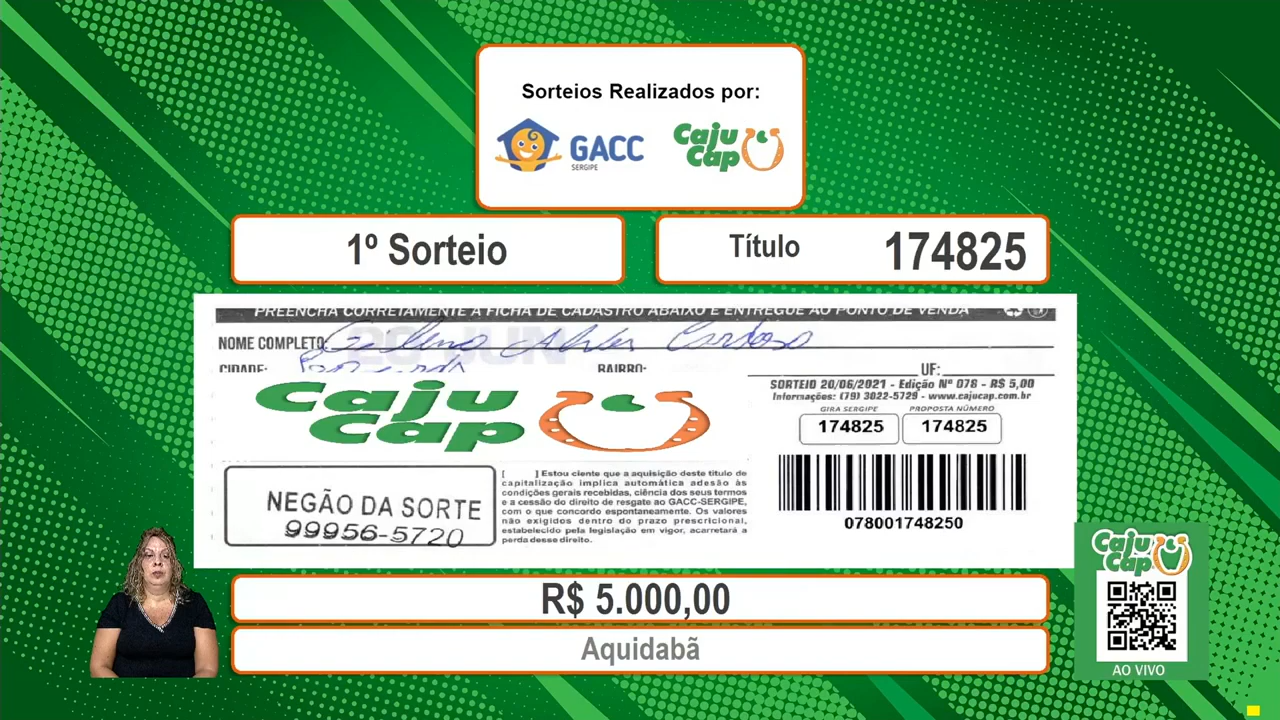 Sorteios Realizados por:
GACC
SERGIPE
Caju
Cap
1º Sorteio
Título 174825
PREENCHA CORRETAMENTE A FICHA DE CADASTRO ABAIXO E ENTREGUE AO PONTO DE VENDA
NOME COMPLETO: Cardoso
CIDADE: BAIRRO: UF:
Caju
Cap
SORTEIO 20/06/2021 - Edição Nº 078 - R$ 5,00
Informações: (79) 3022-5729 - www.cajucap.com.br
GIRA SERGIPE PROPOSTA NÚMERO
174825 174825
078001748250
NEGÃO DA SORTE
99956-5720
[ ] Estou ciente que a aquisição deste título de
capitalização implica automática adesão às
condições gerais recebidas, ciência dos seus termos
e a cessão do direito de resgate ao GACC-SERGIPE,
com o que concordo espontaneamente. Os valores
não exigidos dentro do prazo prescricional,
estabelecido pela legislação em vigor, acarretará a
perda desse direito.
R$ 5.000,00
Aquidabã
Caju
Cap
AO VIVO